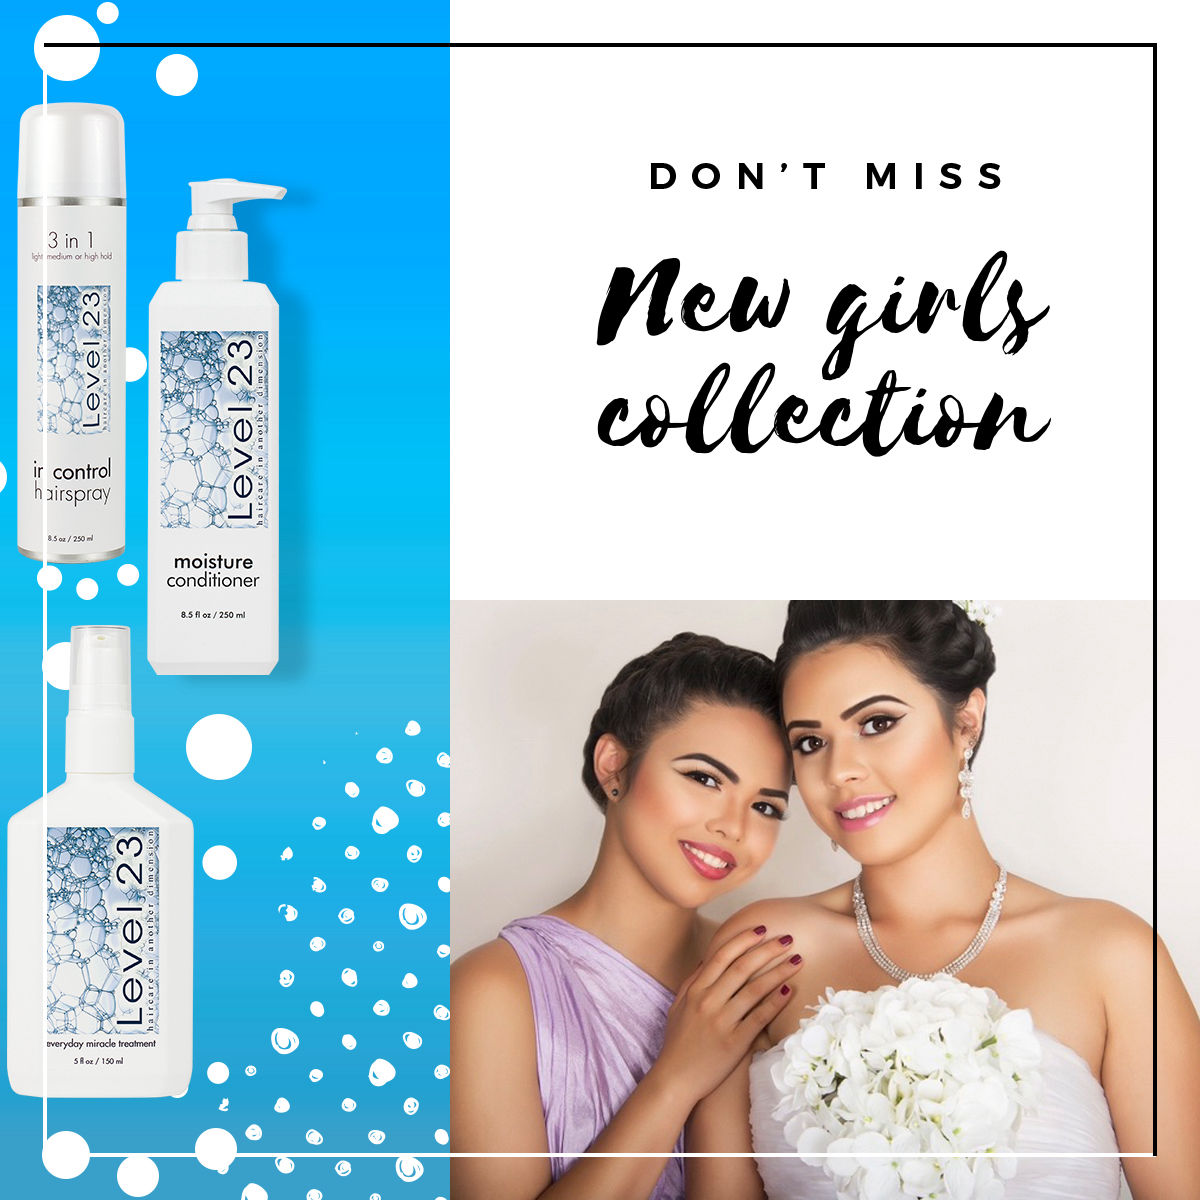 DON'T MISS
New girls
collection
3 in 1
light medium or high hold
Level 23
haircare in another dimension
in control
hairspray
8.5 oz / 250 ml
Level 23
haircare in another dimension
moisture
conditioner
8.5 fl oz / 250 ml
Level 23
haircare in another dimension
everyday miracle treatment
5 fl oz / 150 ml